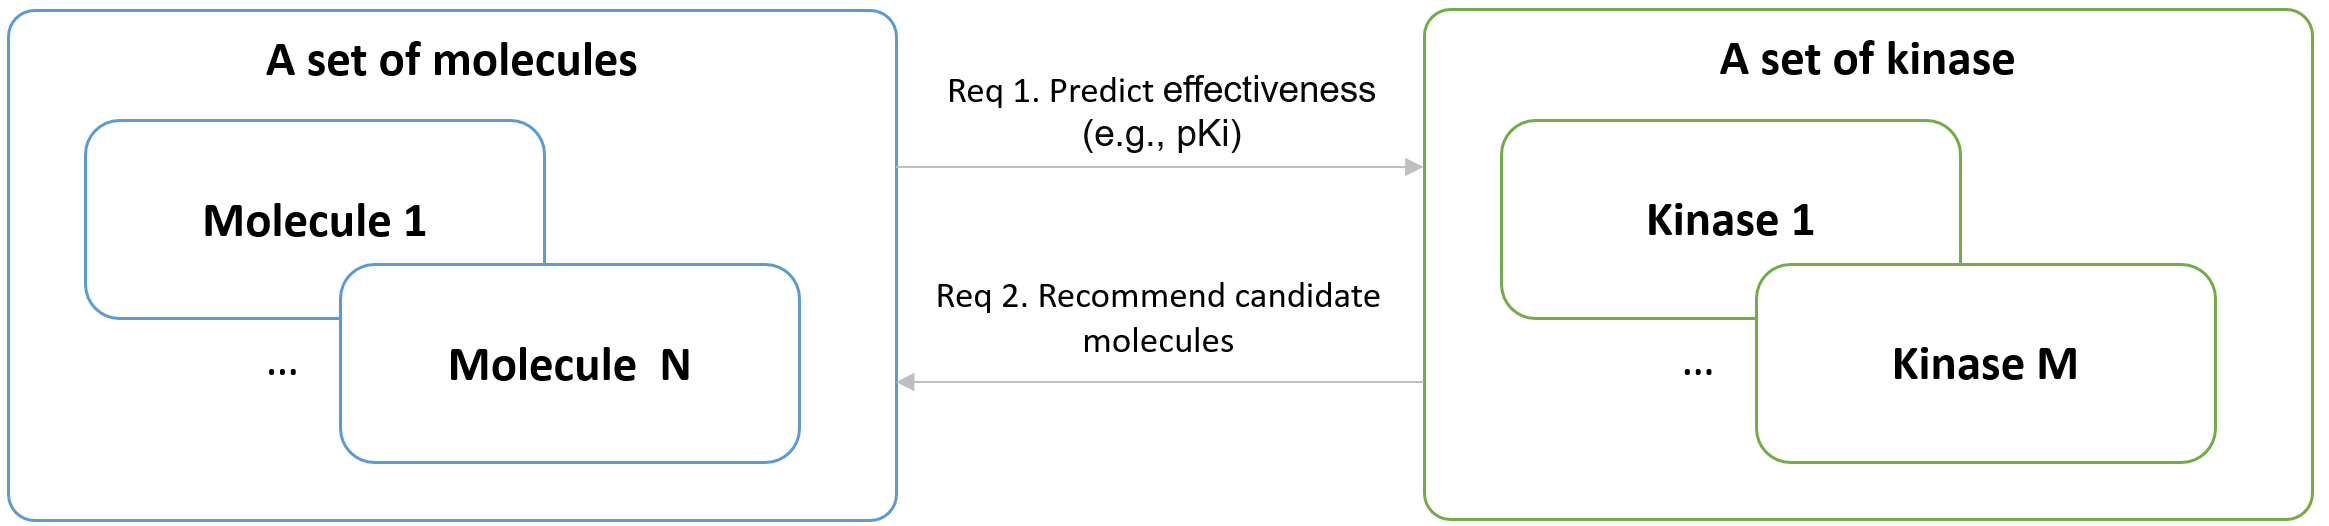 A set of molecules
Molecule 1
...
Molecule  N
Req 1. Predict effectiveness
(e.g., pKi)
Req 2. Recommend candidate
molecules
A set of kinase
Kinase 1
...
Kinase M